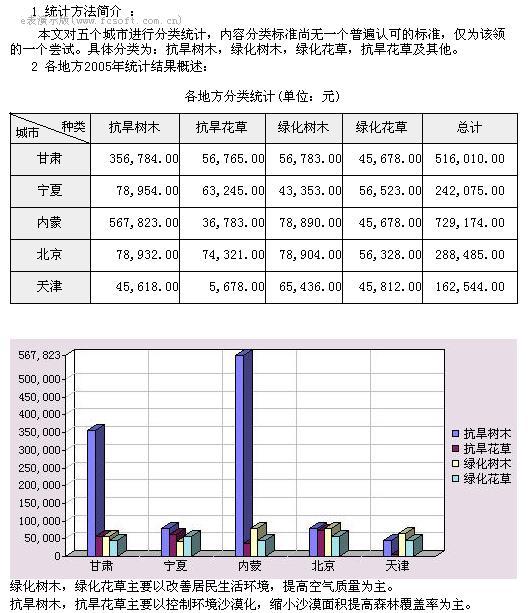 1 统计方法简介 :
e表演示版(www.fcsoft.com.cn)
本文对五个城市进行分类统计，内容分类标准尚无一个普遍认可的标准，仅为该领
的一个尝试。具体分类为：抗旱树木，绿化树木，绿化花草，抗旱花草及其他。
2 各地方2005年统计结果概述：
各地方分类统计(单位：元)
城市 种类 抗旱树木 抗旱花草 绿化树木 绿化花草 总计
甘肃 356,784.00 56,765.00 56,783.00 45,678.00 516,010.00
宁夏 78,954.00 63,245.00 43,353.00 56,523.00 242,075.00
内蒙 567,823.00 36,783.00 78,890.00 45,678.00 729,174.00
北京 78,932.00 74,321.00 78,904.00 56,328.00 288,485.00
天津 45,618.00 5,678.00 65,436.00 45,812.00 162,544.00
567,823
500,000
450,000
400,000
350,000
300,000
250,000
200,000
150,000
100,000
50,000
0
甘肃 宁夏 内蒙 北京 天津
抗旱树木
抗旱花草
绿化树木
绿化花草
绿化树木，绿化花草主要以改善居民生活环境，提高空气质量为主。
抗旱树木，抗旱花草主要以控制环境沙漠化，缩小沙漠面积提高森林覆盖率为主。